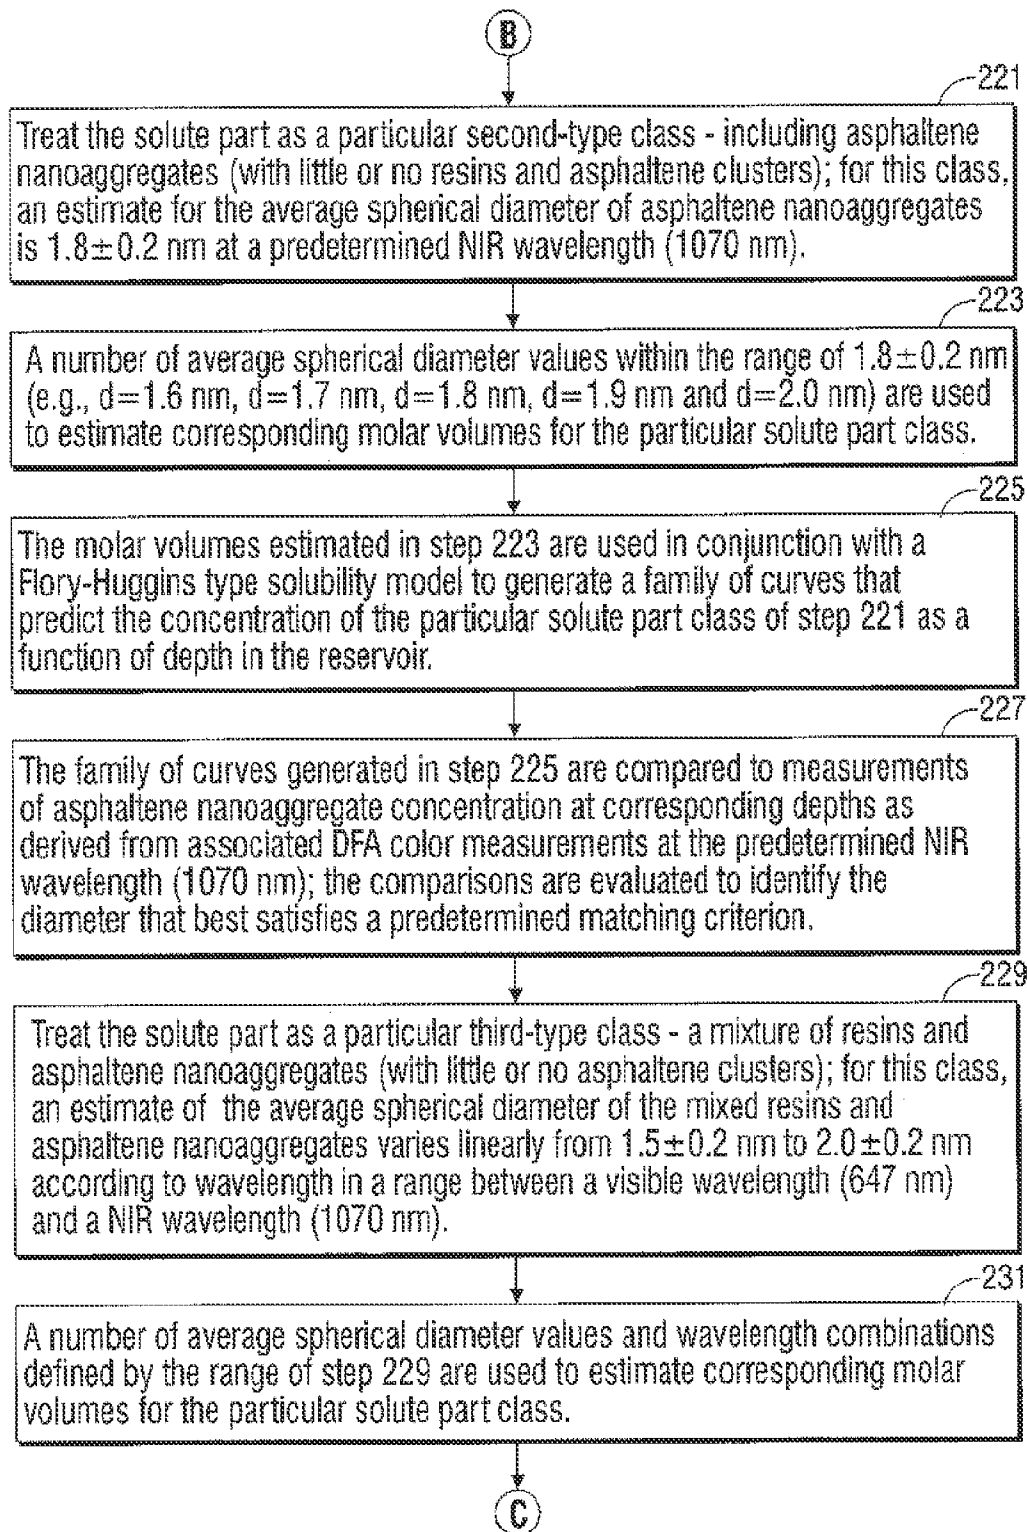 B
221
Treat the solute part as a particular second-type class - including asphaltene
nanoaggregates (with little or no resins and asphaltene clusters); for this class,
an estimate for the average spherical diameter of asphaltene nanoaggregates
is 1.8±0.2 nm at a predetermined NIR wavelength (1070 nm).
223
A number of average spherical diameter values within the range of 1.8±0.2 nm
(e.g., d=1.6 nm, d=1.7 nm, d=1.8 nm, d=1.9 nm and d=2.0 nm) are used
to estimate corresponding molar volumes for the particular solute part class.
225
The molar volumes estimated in step 223 are used in conjunction with a
Flory-Huggins type solubility model to generate a family of curves that
predict the concentration of the particular solute part class of step 221 as a
function of depth in the reservoir.
227
The family of curves generated in step 225 are compared to measurements
of asphaltene nanoaggregate concentration at corresponding depths as
derived from associated DFA color measurements at the predetermined NIR
wavelength (1070 nm); the comparisons are evaluated to identify the
diameter that best satisfies a predetermined matching criterion.
229
Treat the solute part as a particular third-type class - a mixture of resins and
asphaltene nanoaggregates (with little or no asphaltene clusters); for this class,
an estimate of the average spherical diameter of the mixed resins and
asphaltene nanoaggregates varies linearly from 1.5±0.2 nm to 2.0±0.2 nm
according to wavelength in a range between a visible wavelength (647 nm)
and a NIR wavelength (1070 nm).
231
A number of average spherical diameter values and wavelength combinations
defined by the range of step 229 are used to estimate corresponding molar
volumes for the particular solute part class.
C